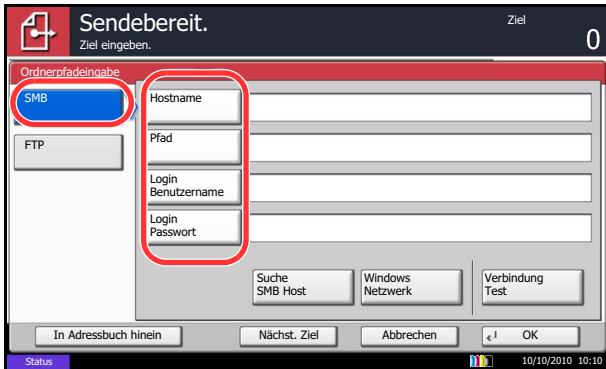 Sendebereit.
Ziel eingeben.
Ziel
0
Ordnerpfadeingabe
SMB
FTP
Hostname
Pfad
Login
Benutzername
Login
Passwort
Suche
SMB Host
Windows
Netzwerk
Verbindung
Test
In Adressbuch hinein
Nächst. Ziel
Abbrechen
OK
Status
10/10/2010 10:10